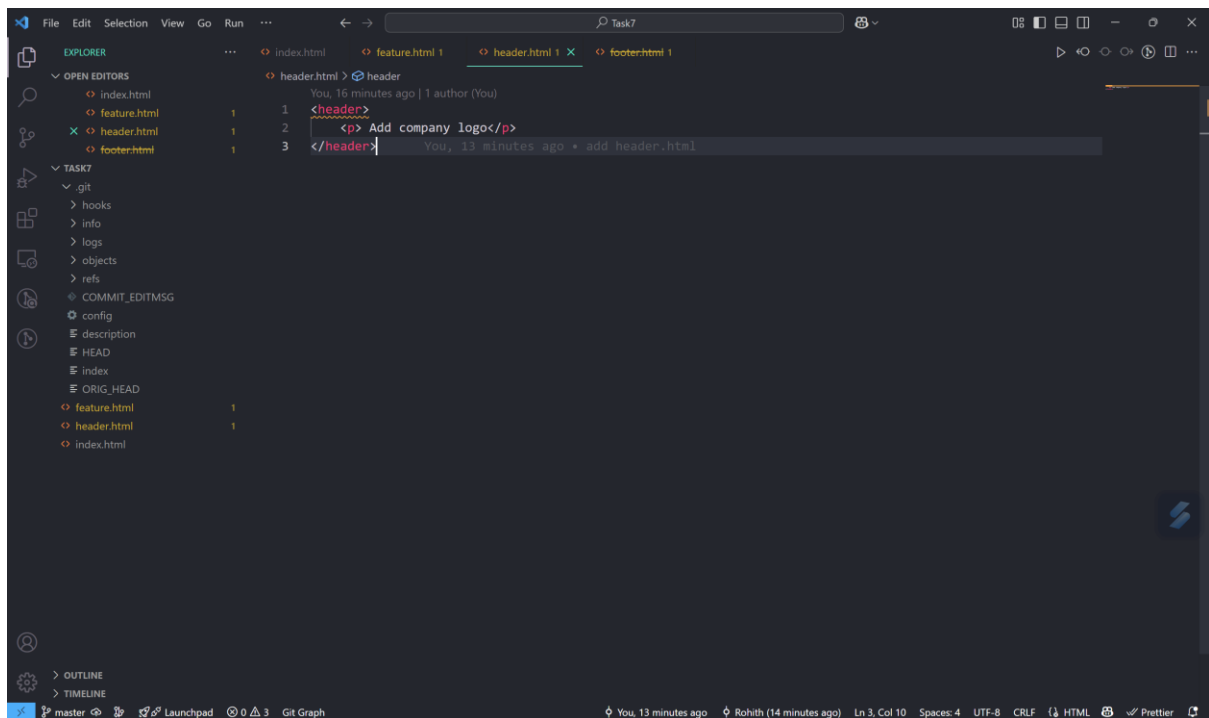 File Edit Selection View Go Run ··· Task7
EXPLORER ···
OPEN EDITORS
index.html
feature.html 1
header.html 1
footer.html 1
TASK7
.git
hooks
info
logs
objects
refs
COMMIT_EDITMSG
config
description
HEAD
index
ORIG_HEAD
feature.html 1
header.html 1
index.html
OUTLINE
TIMELINE
index.html feature.html 1 header.html 1 footer.html 1
header.html > header
You, 16 minutes ago | 1 author (You)
1 <header>
2 <p> Add company logo</p>
3 </header> You, 13 minutes ago • add header.html
master Launchpad 0 3 Git Graph You, 13 minutes ago Rohith (14 minutes ago) Ln 3, Col 10 Spaces: 4 UTF-8 CRLF HTML Prettier